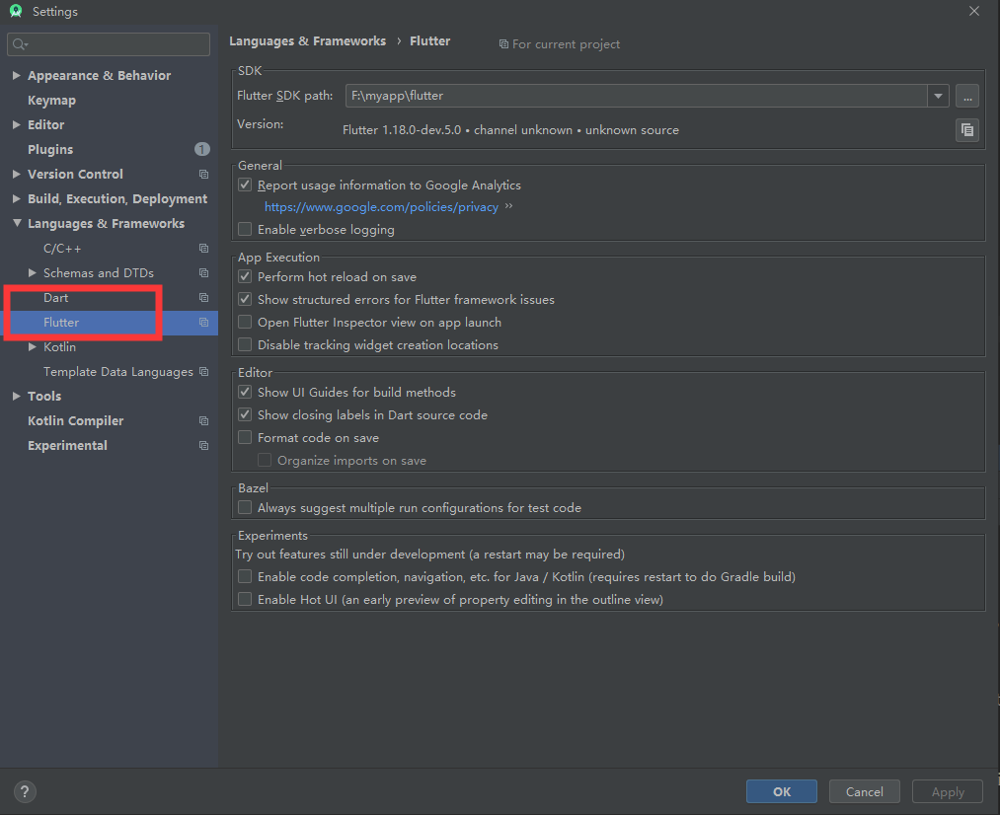 Settings
Appearance & Behavior
Keymap
Editor
Plugins 1
Version Control
Build, Execution, Deployment
Languages & Frameworks
C/C++
Schemas and DTDs
Dart
Flutter
Kotlin
Template Data Languages
Tools
Kotlin Compiler
Experimental
Languages & Frameworks › Flutter For current project
SDK
Flutter SDK path: F:\myapp\flutter ...
Version: Flutter 1.18.0-dev.5.0 • channel unknown • unknown source
General
Report usage information to Google Analytics
https://www.google.com/policies/privacy ››
Enable verbose logging
App Execution
Perform hot reload on save
Show structured errors for Flutter framework issues
Open Flutter Inspector view on app launch
Disable tracking widget creation locations
Editor
Show UI Guides for build methods
Show closing labels in Dart source code
Format code on save
Organize imports on save
Bazel
Always suggest multiple run configurations for test code
Experiments
Try out features still under development (a restart may be required)
Enable code completion, navigation, etc. for Java / Kotlin (requires restart to do Gradle build)
Enable Hot UI (an early preview of property editing in the outline view)
? OK Cancel Apply